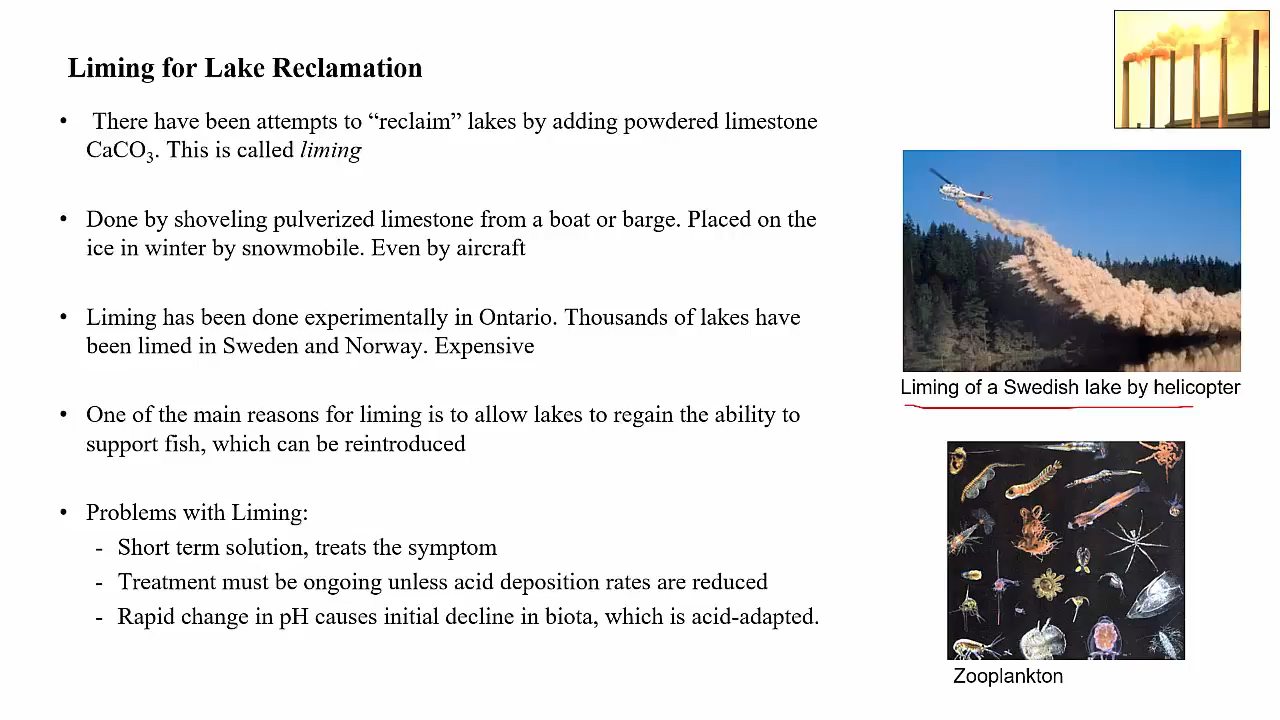 Liming for Lake Reclamation
• There have been attempts to “reclaim” lakes by adding powdered limestone
CaCO₃. This is called liming
• Done by shoveling pulverized limestone from a boat or barge. Placed on the
ice in winter by snowmobile. Even by aircraft
• Liming has been done experimentally in Ontario. Thousands of lakes have
been limed in Sweden and Norway. Expensive
• One of the main reasons for liming is to allow lakes to regain the ability to
support fish, which can be reintroduced
• Problems with Liming:
- Short term solution, treats the symptom
- Treatment must be ongoing unless acid deposition rates are reduced
- Rapid change in pH causes initial decline in biota, which is acid-adapted.
Liming of a Swedish lake by helicopter
Zooplankton